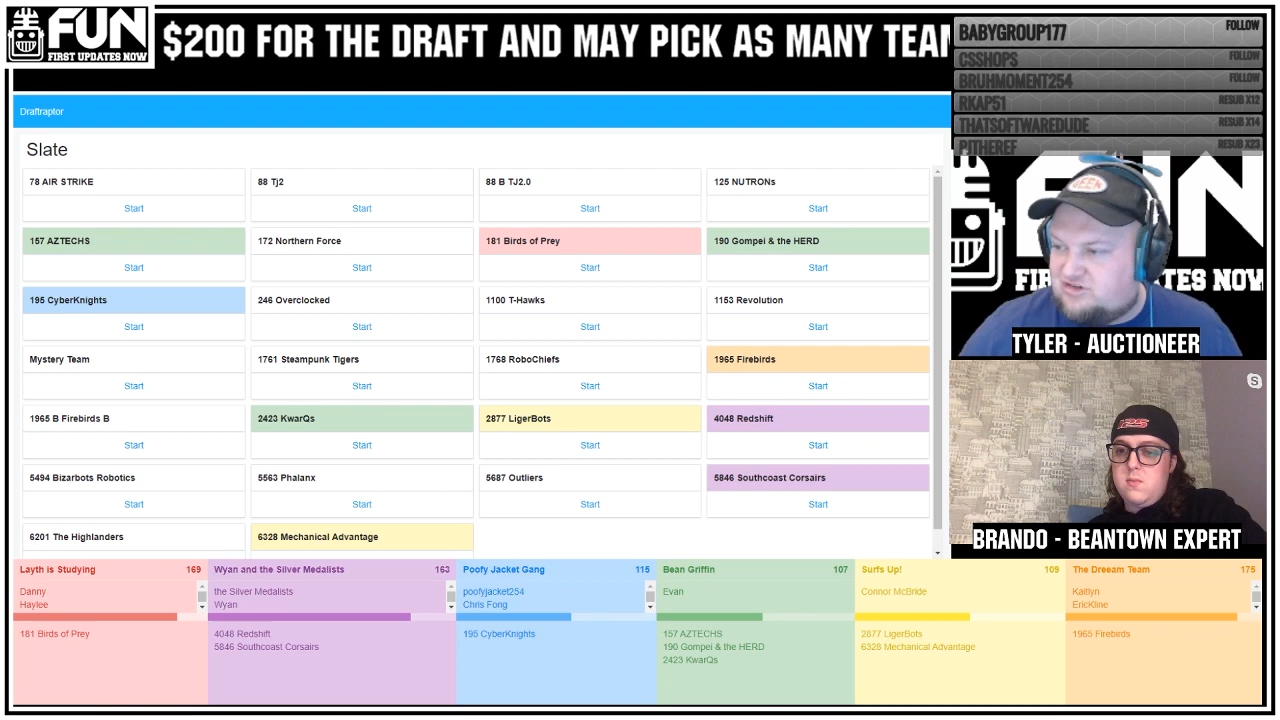 FUN
FIRST UPDATES NOW
$200 FOR THE DRAFT AND MAY PICK AS MANY TEAM
BABYGROUP177 FOLLOW
CSSHOPS FOLLOW
BRUHMOMENT254 FOLLOW
RKAP51 RESUB X12
THATSOFTWAREDUDE RESUB X14
PITHEREF RESUB X23
Draftraptor
Slate
78 AIR STRIKE 88 Tj2 88 B TJ2.0 125 NUTRONs
Start Start Start Start
157 AZTECHS 172 Northern Force 181 Birds of Prey 190 Gompei & the HERD
Start Start Start Start
195 CyberKnights 246 Overclocked 1100 T-Hawks 1153 Revolution
Start Start Start Start
Mystery Team 1761 Steampunk Tigers 1768 RoboChiefs 1965 Firebirds
Start Start Start Start
1965 B Firebirds B 2423 KwarQs 2877 LigerBots 4048 Redshift
Start Start Start Start
5494 Bizarbots Robotics 5563 Phalanx 5687 Outliers 5846 Southcoast Corsairs
Start Start Start Start
6201 The Highlanders 6328 Mechanical Advantage
GEEK
FIR TES NOW
TYLER - AUCTIONEER
125
BRANDO - BEANTOWN EXPERT
Layth is Studying 169 Wyan and the Silver Medalists 163 Poofy Jacket Gang 115 Bean Griffin 107 Surfs Up! 109 The Dreeam Team 175
Danny the Silver Medalists poofyjacket254 Evan Connor McBride Kaitlyn
Haylee Wyan Chris Fong EricKline
181 Birds of Prey 4048 Redshift 195 CyberKnights 157 AZTECHS 2877 LigerBots 1965 Firebirds
5846 Southcoast Corsairs 190 Gompei & the HERD 6328 Mechanical Advantage
2423 KwarQs